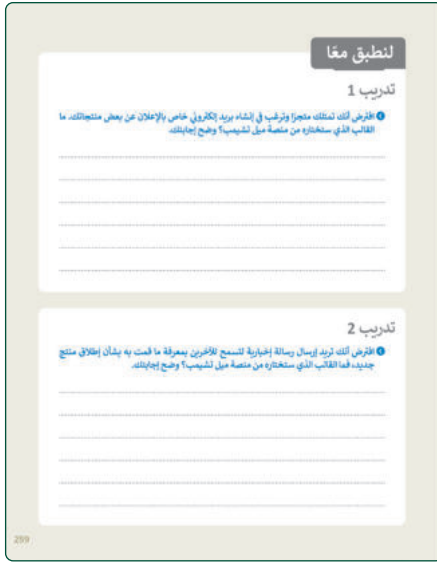 لنطبق معًا
تدريب 1
افترض أنك تمتلك متجرًا وترغب في إنشاء بريد إلكتروني خاص بالإعلان عن بعض منتجاتك. ما
القالب الذي ستختاره من منصة ميل تشيمب؟ وضح إجابتك.
تدريب 2
افترض أنك تريد إرسال رسالة إخبارية لتسمح للآخرين بمعرفة ما قمت به بشأن إطلاق منتج
جديد، فما القالب الذي ستختاره من منصة ميل تشيمب؟ وضح إجابتك.
259